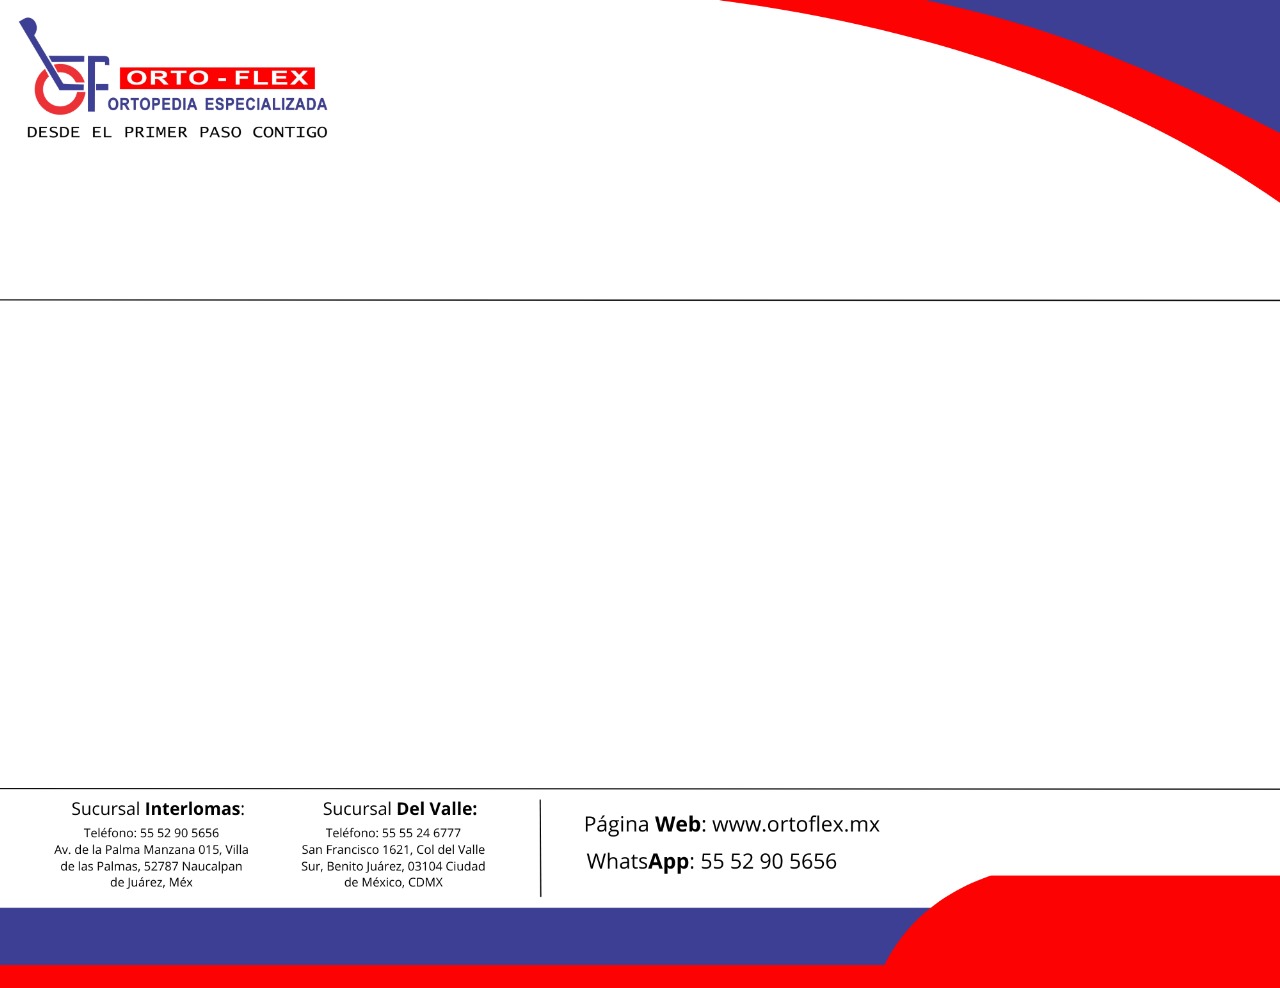 ORTO - FLEX
ORTOPEDIA ESPECIALIZADA
DESDE EL PRIMER PASO CONTIGO
Sucursal Interlomas:
Teléfono: 55 52 90 5656
Av. de la Palma Manzana 015, Villa
de las Palmas, 52787 Naucalpan
de Juárez, Méx
Sucursal Del Valle:
Teléfono: 55 55 24 6777
San Francisco 1621, Col del Valle
Sur, Benito Juárez, 03104 Ciudad
de México, CDMX
Página Web: www.ortoflex.mx
WhatsApp: 55 52 90 5656